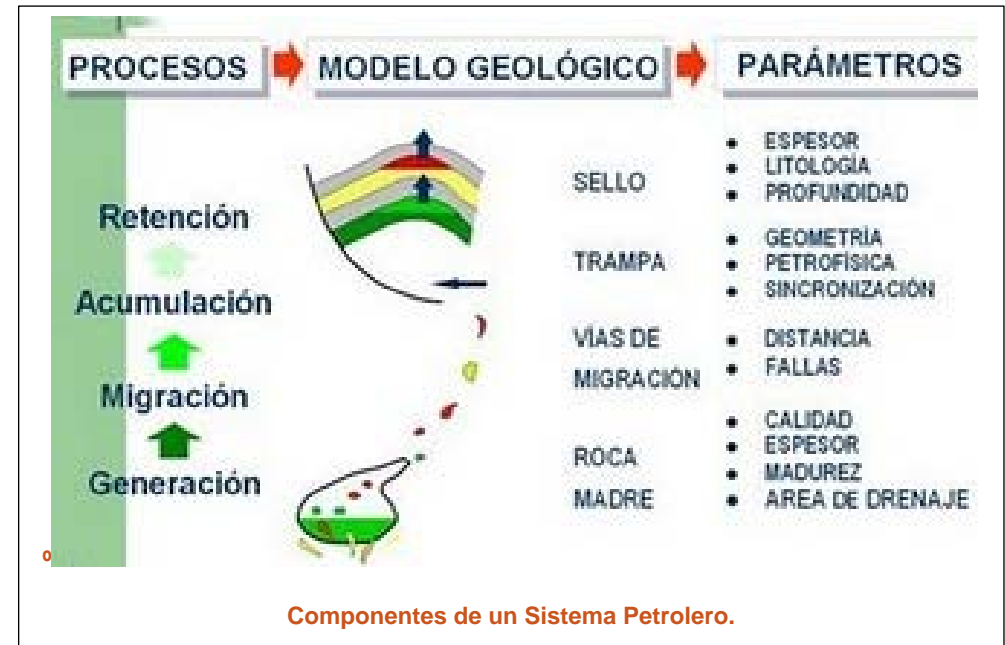 PROCESOS
MODELO GEOLÓGICO
PARÁMETROS
Retención
Acumulación
Migración
Generación
SELLO
TRAMPA
VÍAS DE
MIGRACIÓN
ROCA
MADRE
• ESPESOR
• LITOLOGÍA
• PROFUNDIDAD
• GEOMETRÍA
• PETROFÍSICA
• SINCRONIZACIÓN
• DISTANCIA
• FALLAS
• CALIDAD
• ESPESOR
• MADUREZ
• AREA DE DRENAJE
Componentes de un Sistema Petrolero.